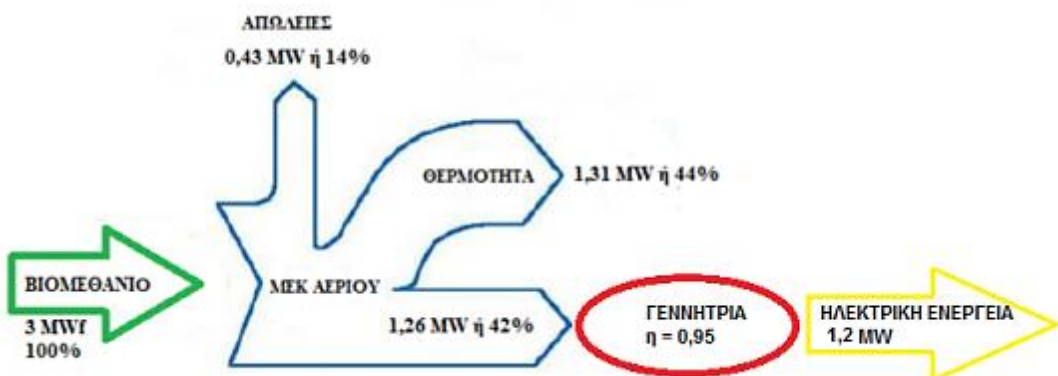 ΑΠΩΛΕΙΕΣ
0,43 MW ή 14%
ΘΕΡΜΟΤΗΤΑ
1,31 MW ή 44%
ΒΙΟΜΕΘΑΝΙΟ
3 MWf
100%
ΜΕΚ ΑΕΡΙΟΥ
1,26 MW ή 42%
ΓΕΝΝΗΤΡΙΑ
η = 0,95
ΗΛΕΚΤΡΙΚΗ ΕΝΕΡΓΕΙΑ
1,2 MW